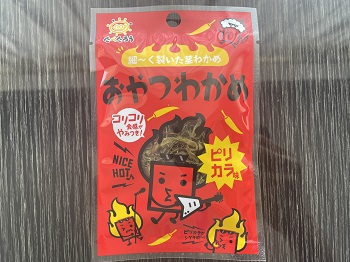 細〜く裂いた茎わかめ
おやつわかめ
コリコリ
食感が
やみつき!
NICE
HOT!
ピリ
カラ味